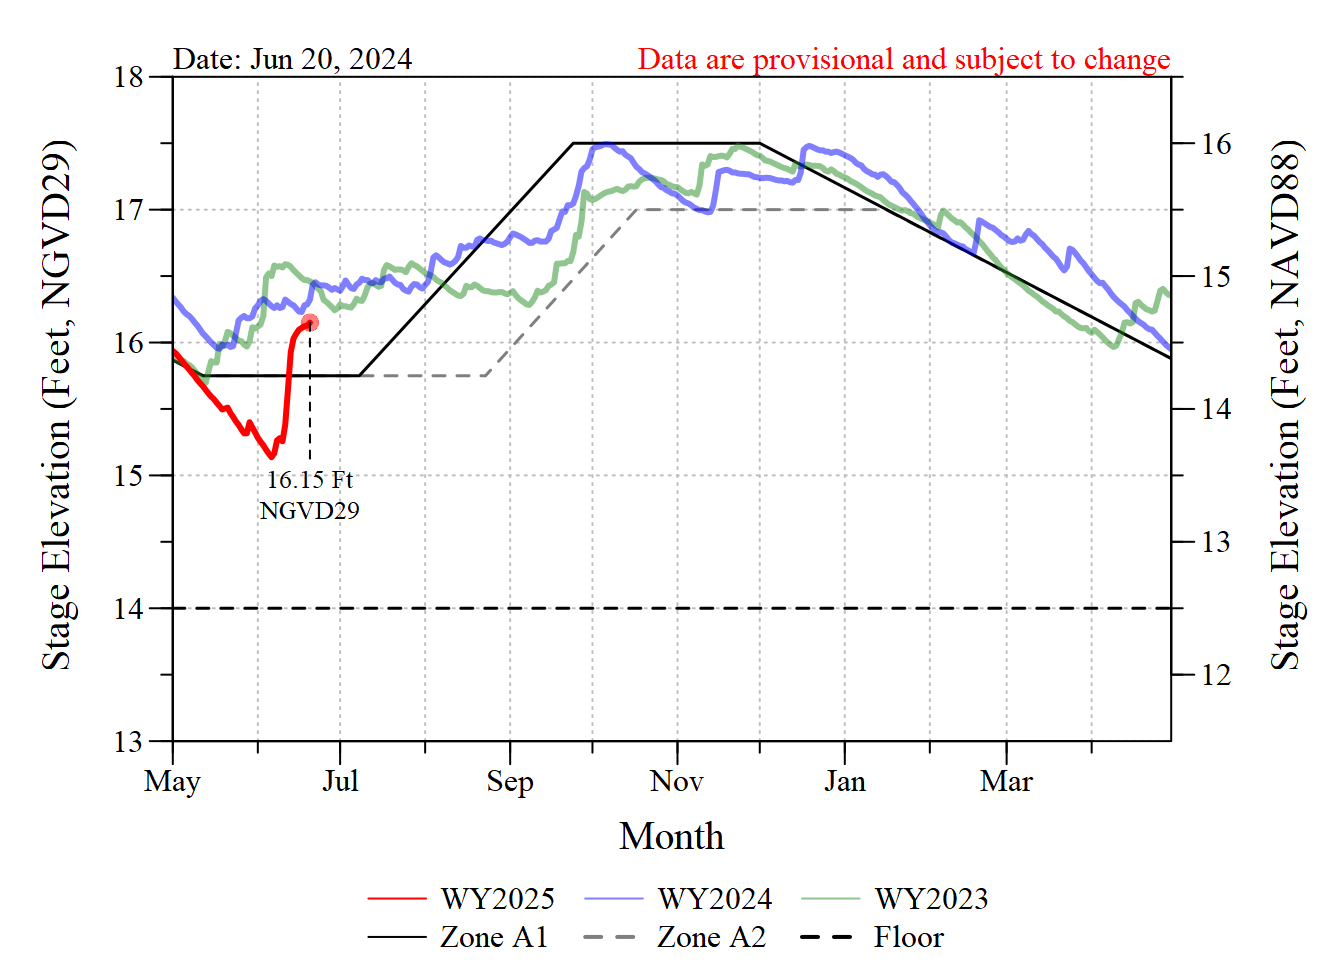 Date: Jun 20, 2024
Data are provisional and subject to change
Stage Elevation (Feet, NGVD29)
18
17
16
15
14
13
16.15 Ft
NGVD29
16
15
14
13
12
Stage Elevation (Feet, NAVD88)
May Jul Sep Nov Jan Mar
Month
WY2025 WY2024 WY2023
Zone A1 Zone A2 Floor